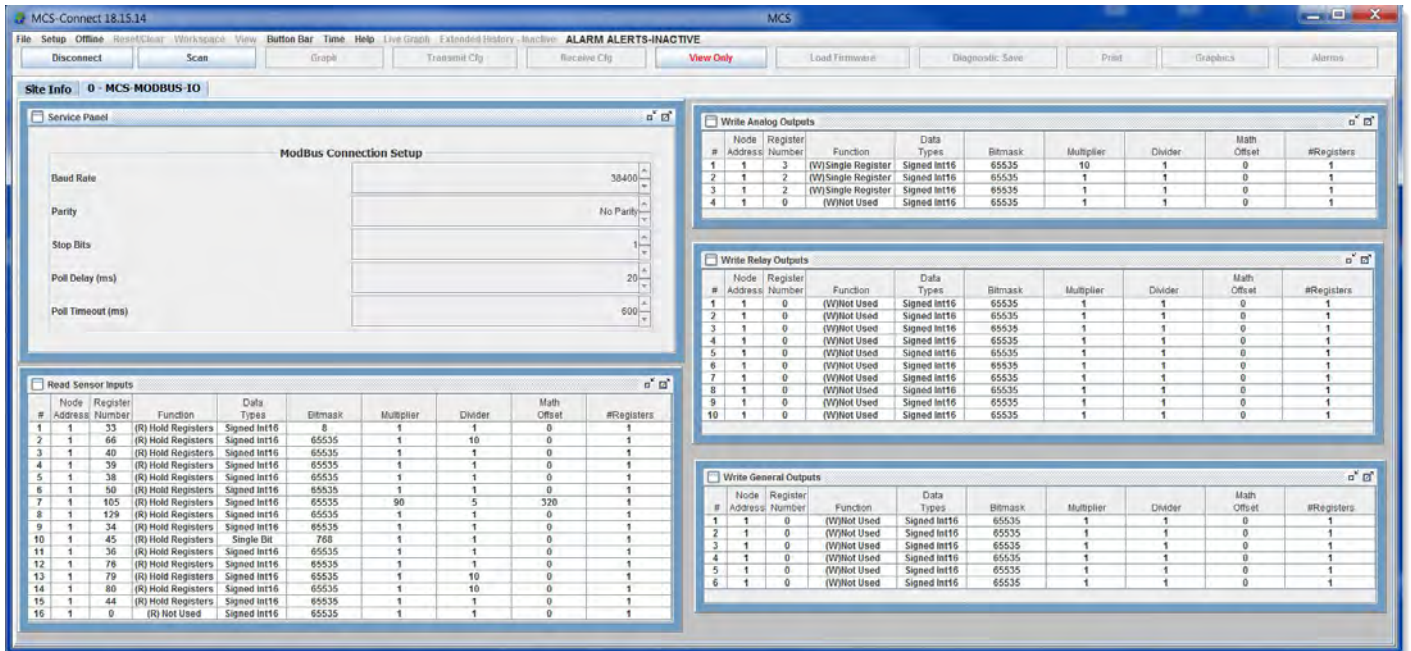 MCS-Connect 18.15.14 MCS
File Setup Offline Reset/Clear Workspace View Button Bar Time Help Live Graph Extended History - Inactive ALARM ALERTS-INACTIVE
Disconnect Scan Graph Transmit Cfg Receive Cfg View Only Load Firmware Diagnostic Save Print Graphics Alarms
Site Info 0 - MCS-MODBUS-IO
Service Panel
ModBus Connection Setup
Baud Rate 38400
Parity No Parity
Stop Bits 1
Poll Delay (ms) 20
Poll Timeout (ms) 600
Read Sensor Inputs
Node Register Data Math
# Address Number Function Types Bitmask Multiplier Divider Offset #Registers
1 1 33 (R) Hold Registers Signed Int16 8 1 1 0 1
2 1 66 (R) Hold Registers Signed Int16 65535 1 10 0 1
3 1 40 (R) Hold Registers Signed Int16 65535 1 1 0 1
4 1 39 (R) Hold Registers Signed Int16 65535 1 1 0 1
5 1 38 (R) Hold Registers Signed Int16 65535 1 1 0 1
6 1 50 (R) Hold Registers Signed Int16 65535 1 1 0 1
7 1 105 (R) Hold Registers Signed Int16 65535 90 5 320 1
8 1 129 (R) Hold Registers Signed Int16 65535 1 1 0 1
9 1 34 (R) Hold Registers Signed Int16 65535 1 1 0 1
10 1 45 (R) Hold Registers Single Bit 768 1 1 0 1
11 1 36 (R) Hold Registers Signed Int16 65535 1 1 0 1
12 1 76 (R) Hold Registers Signed Int16 65535 1 1 0 1
13 1 79 (R) Hold Registers Signed Int16 65535 1 10 0 1
14 1 80 (R) Hold Registers Signed Int16 65535 1 10 0 1
15 1 44 (R) Hold Registers Signed Int16 65535 1 1 0 1
16 1 0 (R) Not Used Signed Int16 65535 1 1 0 1
Write Analog Outputs
Node Register Data Math
# Address Number Function Types Bitmask Multiplier Divider Offset #Registers
1 1 3 (W)Single Register Signed Int16 65535 10 1 0 1
2 1 2 (W)Single Register Signed Int16 65535 1 1 0 1
3 1 2 (W)Single Register Signed Int16 65535 1 1 0 1
4 1 0 (W)Not Used Signed Int16 65535 1 1 0 1
Write Relay Outputs
Node Register Data Math
# Address Number Function Types Bitmask Multiplier Divider Offset #Registers
1 1 0 (W)Not Used Signed Int16 65535 1 1 0 1
2 1 0 (W)Not Used Signed Int16 65535 1 1 0 1
3 1 0 (W)Not Used Signed Int16 65535 1 1 0 1
4 1 0 (W)Not Used Signed Int16 65535 1 1 0 1
5 1 0 (W)Not Used Signed Int16 65535 1 1 0 1
6 1 0 (W)Not Used Signed Int16 65535 1 1 0 1
7 1 0 (W)Not Used Signed Int16 65535 1 1 0 1
8 1 0 (W)Not Used Signed Int16 65535 1 1 0 1
9 1 0 (W)Not Used Signed Int16 65535 1 1 0 1
10 1 0 (W)Not Used Signed Int16 65535 1 1 0 1
Write General Outputs
Node Register Data Math
# Address Number Function Types Bitmask Multiplier Divider Offset #Registers
1 1 0 (W)Not Used Signed Int16 65535 1 1 0 1
2 1 0 (W)Not Used Signed Int16 65535 1 1 0 1
3 1 0 (W)Not Used Signed Int16 65535 1 1 0 1
4 1 0 (W)Not Used Signed Int16 65535 1 1 0 1
5 1 0 (W)Not Used Signed Int16 65535 1 1 0 1
6 1 0 (W)Not Used Signed Int16 65535 1 1 0 1